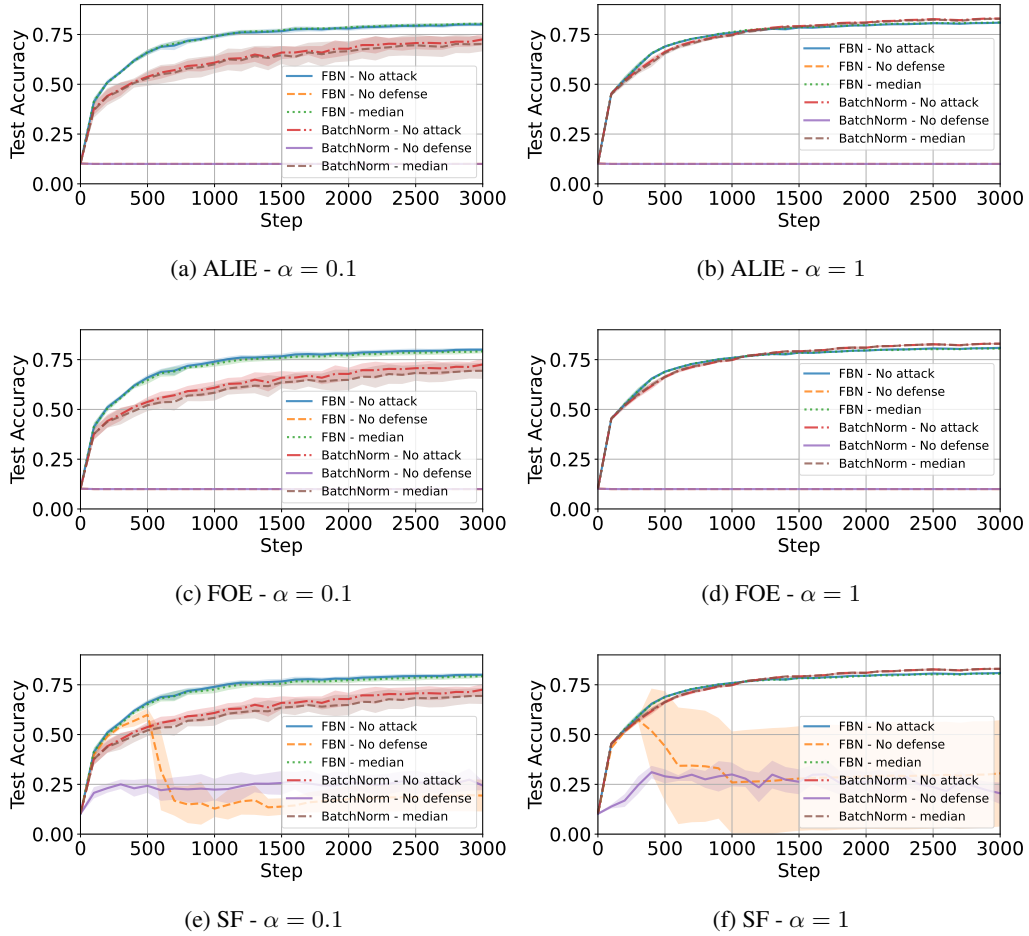 Test Accuracy
0.75
0.50
0.25
0.00
0 500 1000 1500 2000 2500 3000
Step
FBN - No attack
FBN - No defense
FBN - median
BatchNorm - No attack
BatchNorm - No defense
BatchNorm - median
(a) ALIE - α = 0.1
Test Accuracy
0.75
0.50
0.25
0.00
0 500 1000 1500 2000 2500 3000
Step
FBN - No attack
FBN - No defense
FBN - median
BatchNorm - No attack
BatchNorm - No defense
BatchNorm - median
(b) ALIE - α = 1
Test Accuracy
0.75
0.50
0.25
0.00
0 500 1000 1500 2000 2500 3000
Step
FBN - No attack
FBN - No defense
FBN - median
BatchNorm - No attack
BatchNorm - No defense
BatchNorm - median
(c) FOE - α = 0.1
Test Accuracy
0.75
0.50
0.25
0.00
0 500 1000 1500 2000 2500 3000
Step
FBN - No attack
FBN - No defense
FBN - median
BatchNorm - No attack
BatchNorm - No defense
BatchNorm - median
(d) FOE - α = 1
Test Accuracy
0.75
0.50
0.25
0.00
0 500 1000 1500 2000 2500 3000
Step
FBN - No attack
FBN - No defense
FBN - median
BatchNorm - No attack
BatchNorm - No defense
BatchNorm - median
(e) SF - α = 0.1
Test Accuracy
0.75
0.50
0.25
0.00
0 500 1000 1500 2000 2500 3000
Step
FBN - No attack
FBN - No defense
FBN - median
BatchNorm - No attack
BatchNorm - No defense
BatchNorm - median
(f) SF - α = 1